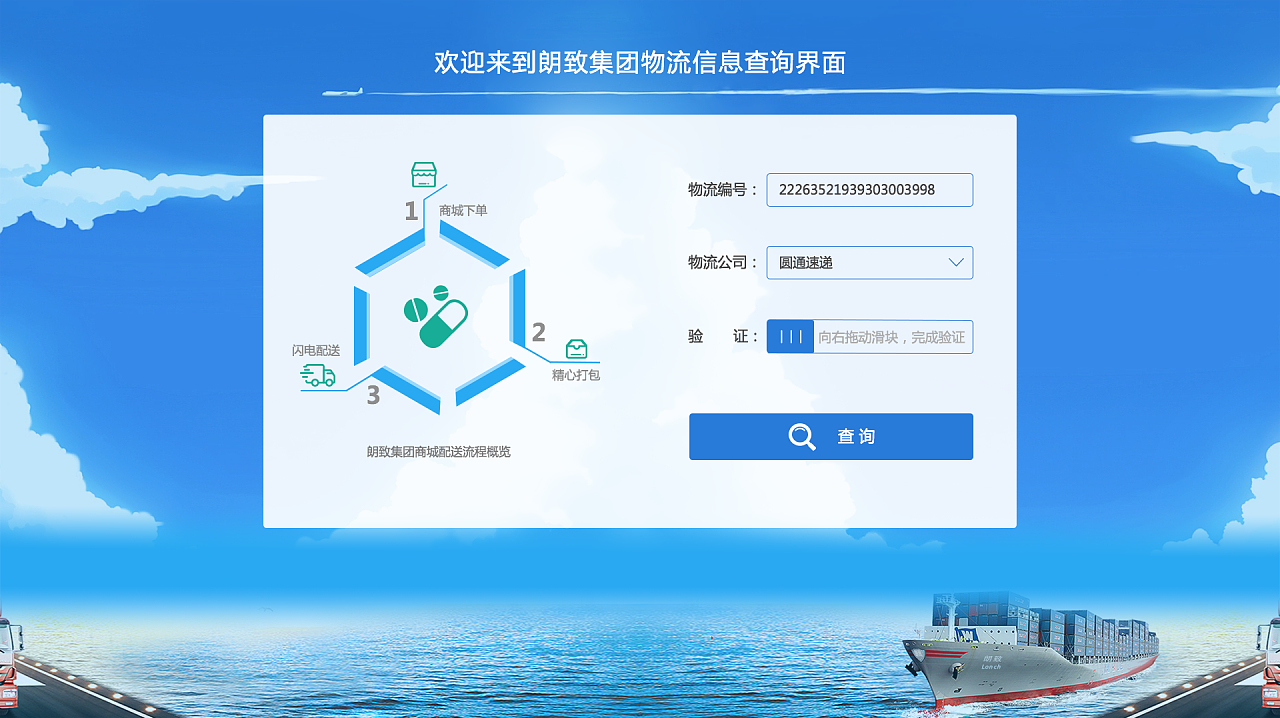 欢迎来到朗致集团物流信息查询界面
1
商城下单
2
精心打包
闪电配送
3
朗致集团商城配送流程概览
物流编号：
22263521939303003998
物流公司：
圆通速递
验 证：
向右拖动滑块，完成验证
查询
朗致